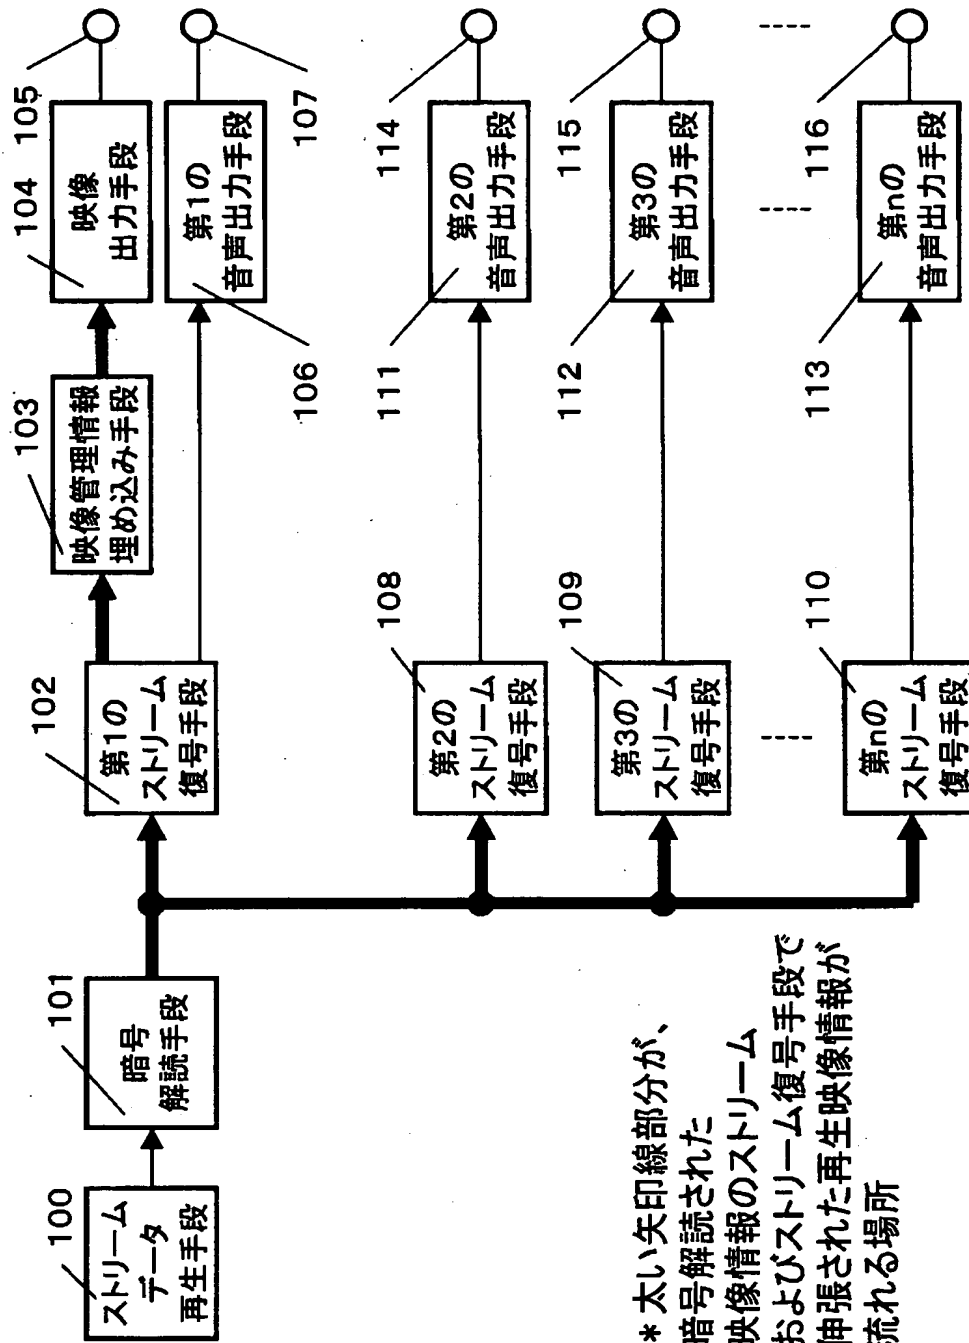 100
ストリーム
データ
再生手段
101
暗号
解読手段
102
第1の
ストリーム
復号手段
103
映像管理情報
埋め込み手段
104
映像
出力手段
105
第1の
音声出力手段
106
107
108
第2の
ストリーム
復号手段
111
第2の
音声出力手段
114
109
第3の
ストリーム
復号手段
112
第3の
音声出力手段
115
110
第nの
ストリーム
復号手段
113
第nの
音声出力手段
116
*太い矢印線部分が、
暗号解読された
映像情報のストリーム
およびストリーム復号手段で
伸張された再生映像情報が
流れる場所